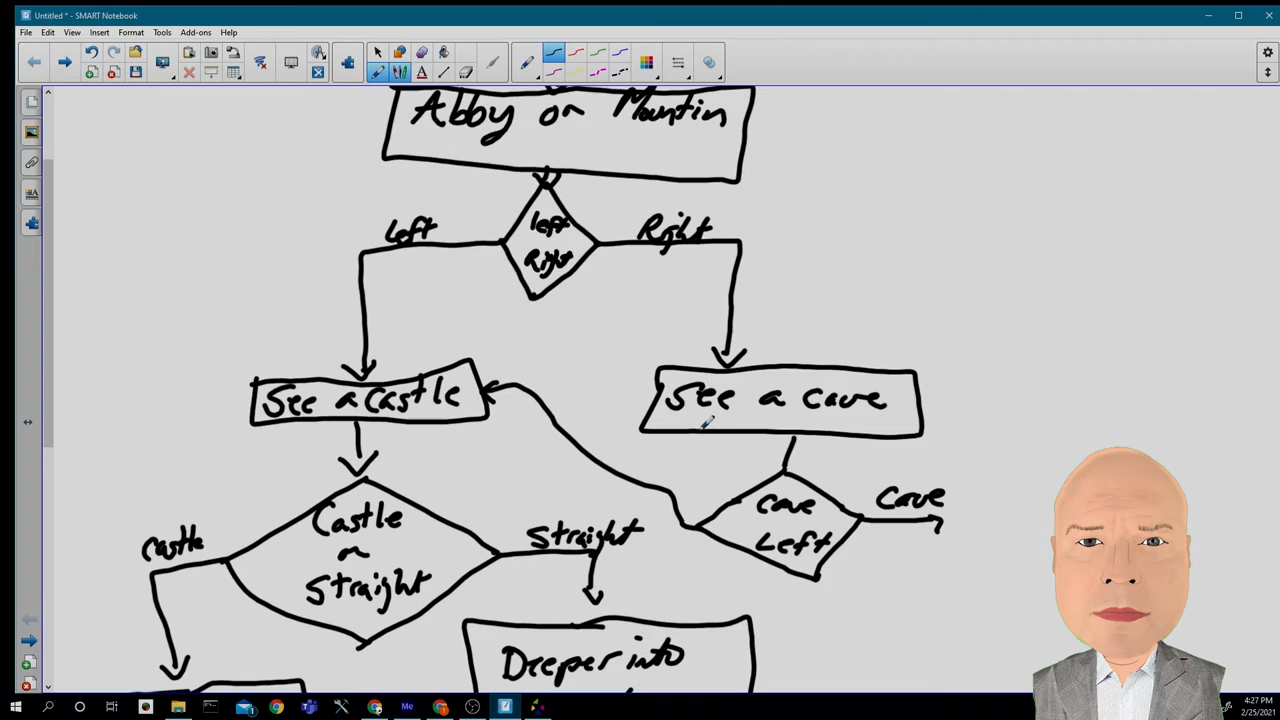 Untitled * - SMART Notebook
File Edit View Insert Format Tools Add-ons Help
Abby on Mountin
left
Right
Left
Right
See a Castle
See a cave
Castle
or
Straight
castle
Straight
cave
Left
Cave
Deeper into
4:27 PM
2/25/2021